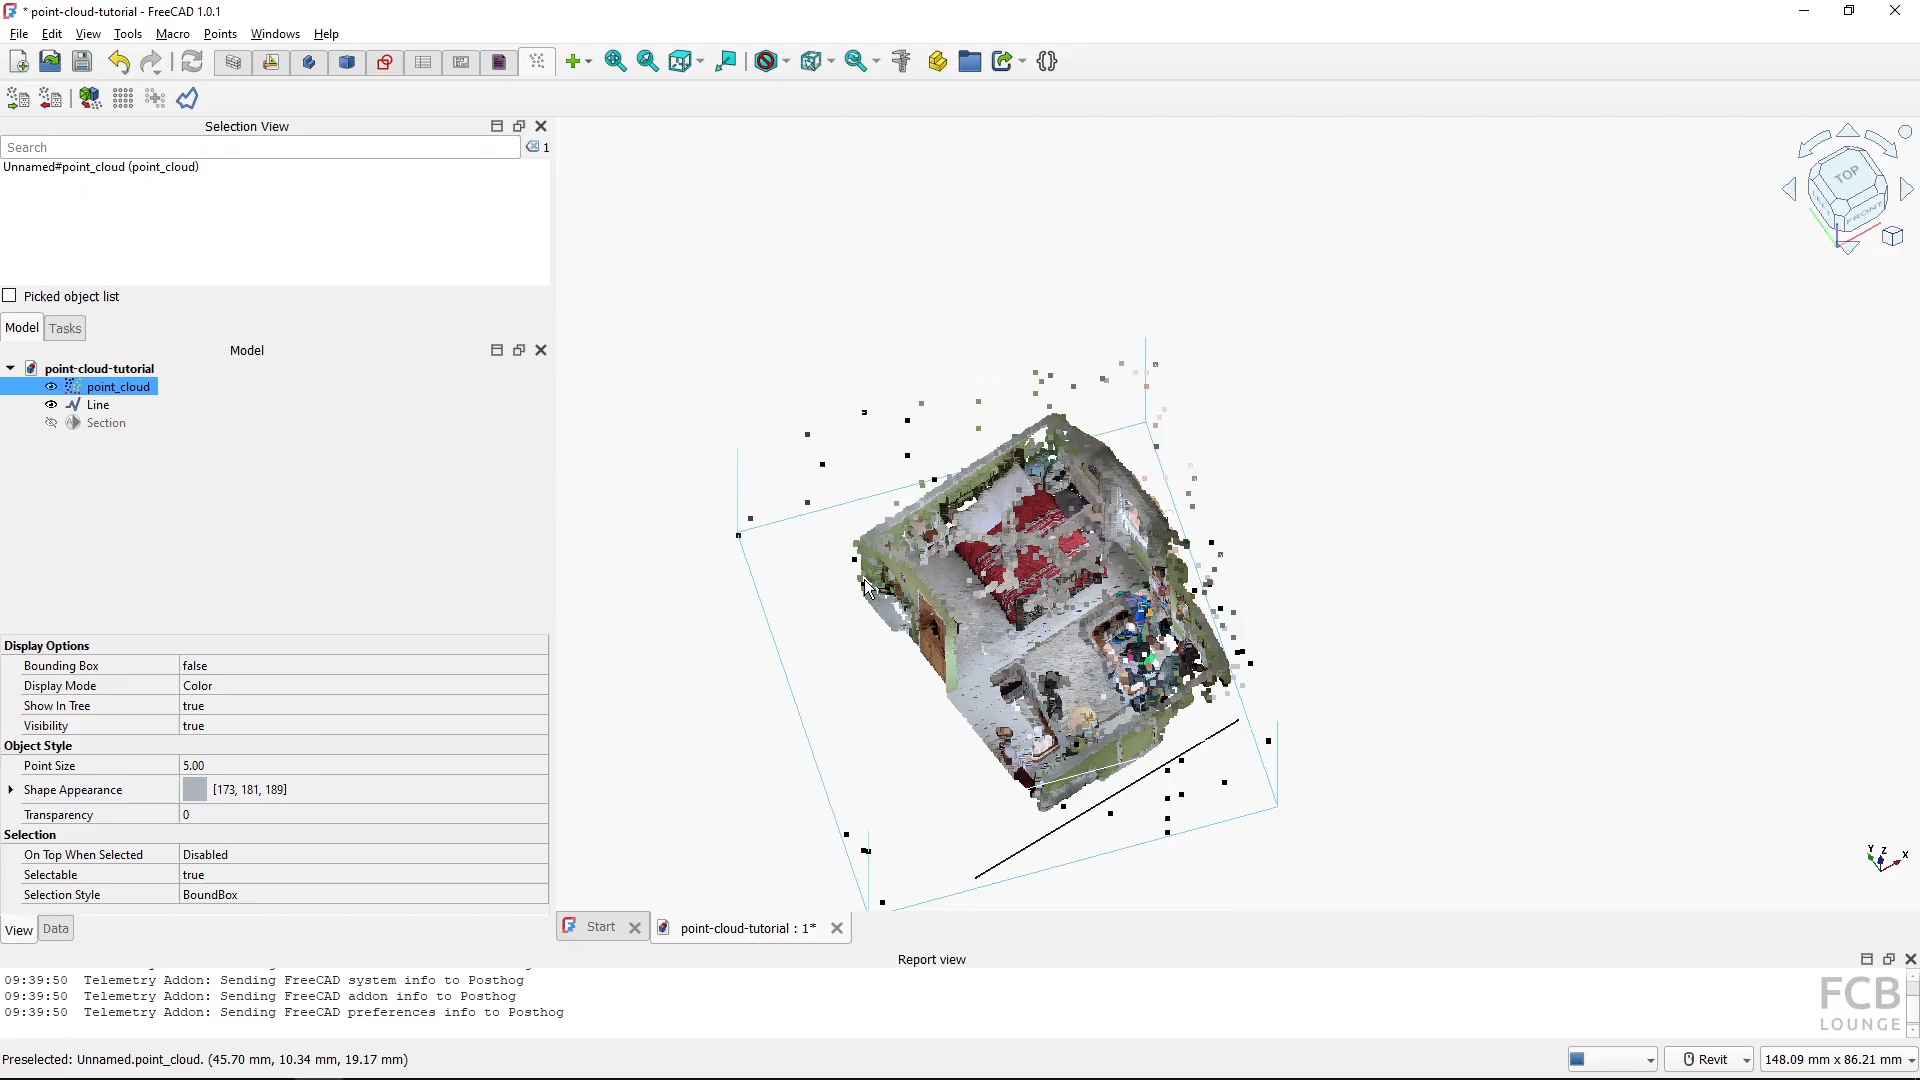 * point-cloud-tutorial - FreeCAD 1.0.1
File Edit View Tools Macro Points Windows Help
Selection View
Search
1
Unnamed#point_cloud (point_cloud)
Picked object list
Model Tasks
Model
point-cloud-tutorial
point_cloud
Line
Section
Display Options
Bounding Box false
Display Mode Color
Show In Tree true
Visibility true
Object Style
Point Size 5.00
Shape Appearance [173, 181, 189]
Transparency 0
Selection
On Top When Selected Disabled
Selectable true
Selection Style BoundBox
View Data
TOP
LEFT
FRONT
Y Z X
Start point-cloud-tutorial : 1*
Report view
09:39:50 Telemetry Addon: Sending FreeCAD system info to Posthog
09:39:50 Telemetry Addon: Sending FreeCAD addon info to Posthog
09:39:50 Telemetry Addon: Sending FreeCAD preferences info to Posthog
FCB
LOUNGE
Preselected: Unnamed.point_cloud. (45.70 mm, 10.34 mm, 19.17 mm)
Revit
148.09 mm x 86.21 mm